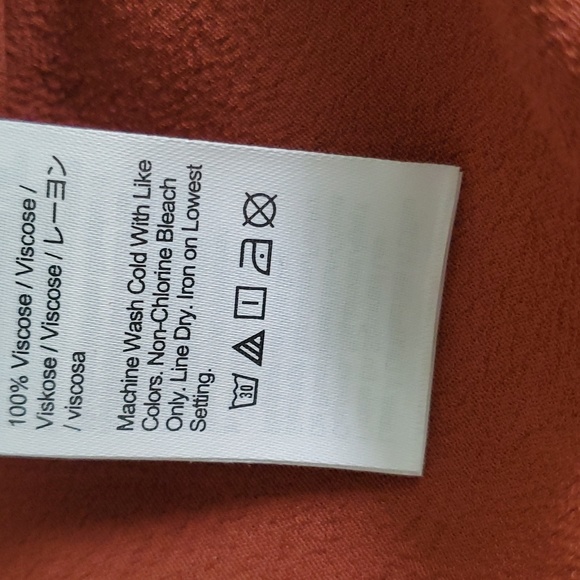 100% Viscose / Viscose /
Viskose / Viscose / レーヨン
/ viscosa
Machine Wash Cold With Like
Colors. Non-Chlorine Bleach
Only. Line Dry. Iron on Lowest
Setting.
30